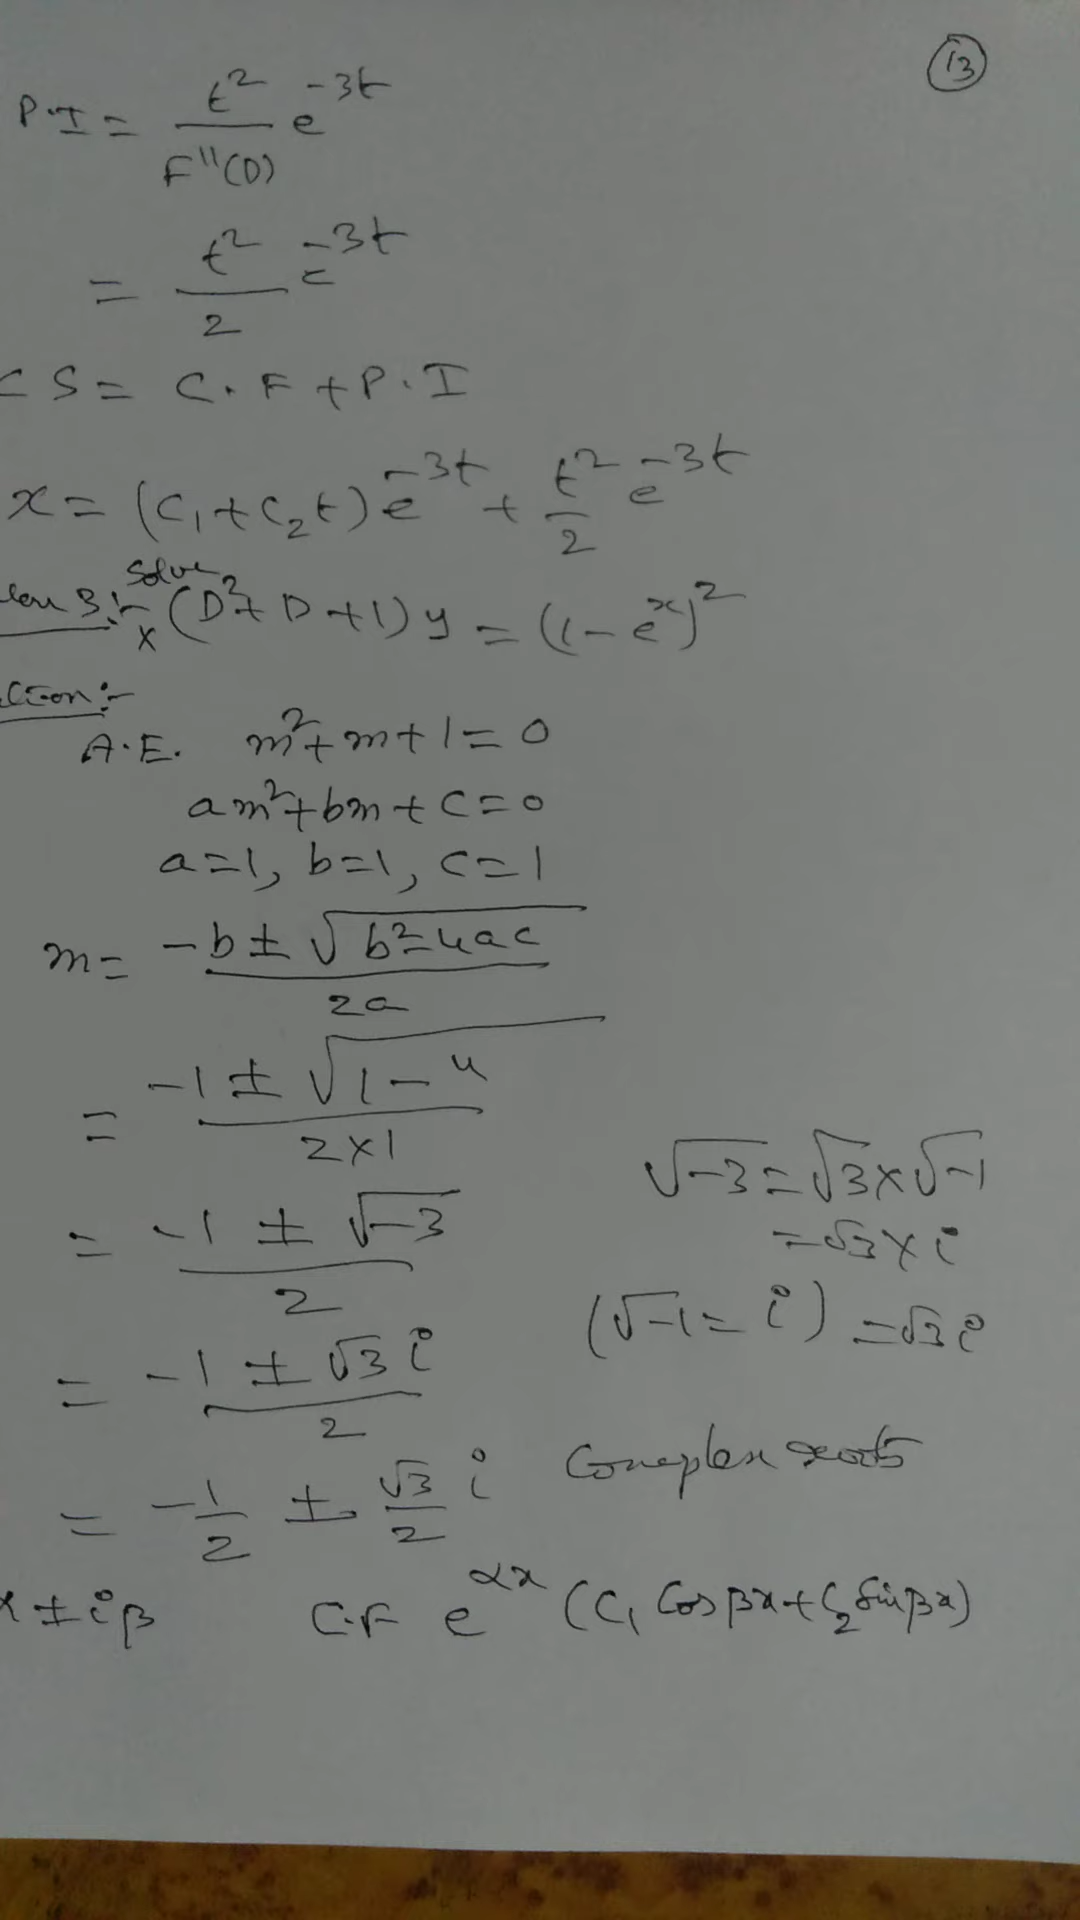 13
P.I = t²/F"(D) e^-3t
= t²/2 e^-3t
CS = C.F + P.I
x = (C₁+C₂t)e^-3t + t²/2 e^-3t
3:- Solve (D²+D+1)y = (1-e^x)²
x
A.E. m²+m+1=0
am²+bm+c=0
a=1, b=1, c=1
m = -b ± √b²-4ac / 2a
= -1 ± √1-4 / 2×1
= -1 ± √-3 / 2
√-3 = √3×√-1
= √3×i
= -1 ± √3 i / 2
(√-1 = i) = √3 i
= -1/2 ± √3/2 i Complex roots
± iβ C.F e^αx (C₁ Cos βx + C₂ Sin βx)